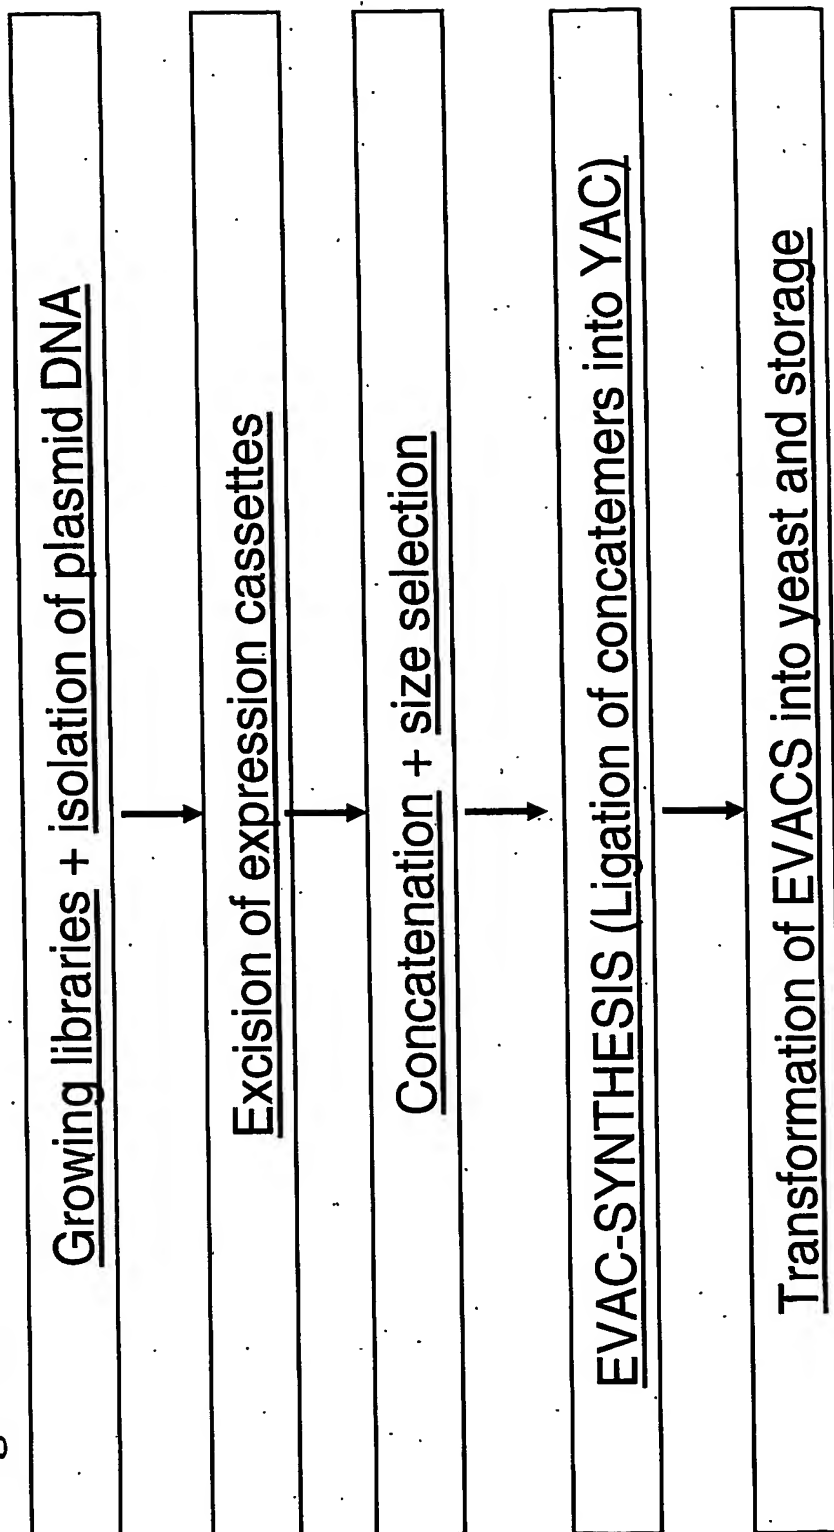 Growing libraries + isolation of plasmid DNA
Excision of expression cassettes
Concatenation + size selection
EVAC-SYNTHESIS (Ligation of concatemers into YAC)
Transformation of EVACS into yeast and storage